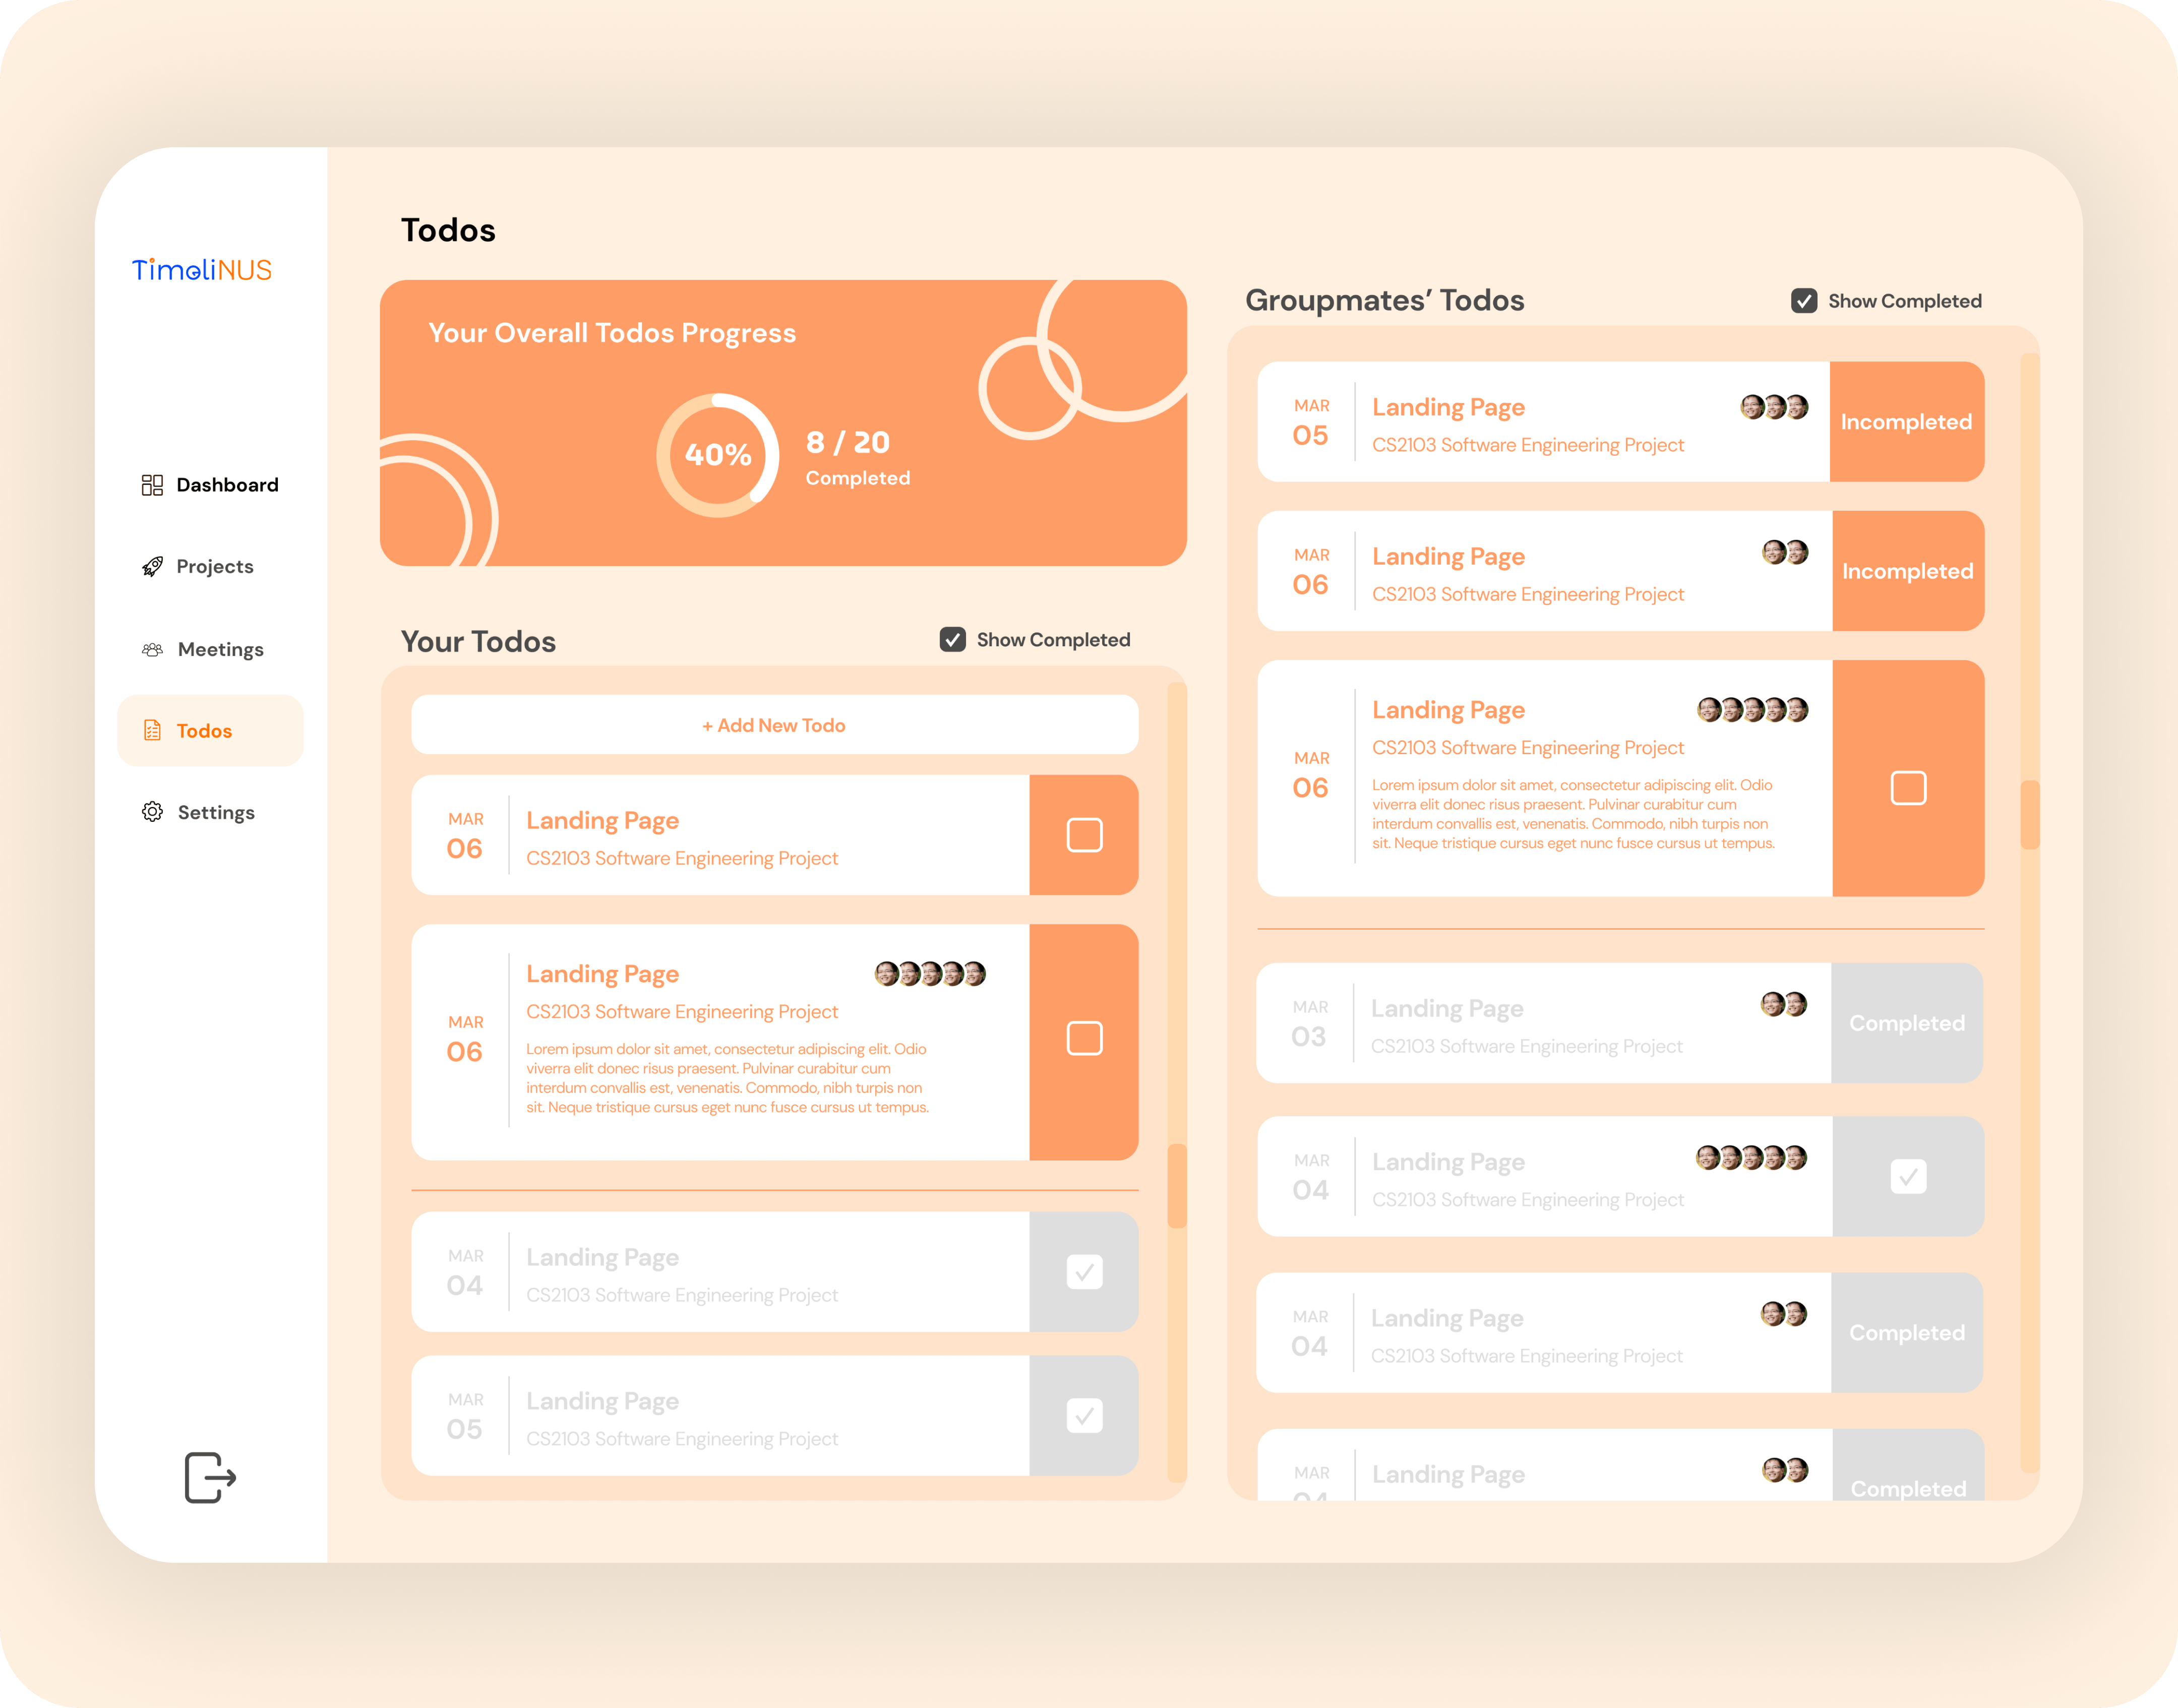 TimeliNUS
Dashboard
Projects
Meetings
Todos
Settings
Todos
Your Overall Todos Progress
40%
8 / 20
Completed
Your Todos
Show Completed
+ Add New Todo
MAR
06
Landing Page
CS2103 Software Engineering Project
MAR
06
Landing Page
CS2103 Software Engineering Project
Lorem ipsum dolor sit amet, consectetur adipiscing elit. Odio
viverra elit donec risus praesent. Pulvinar curabitur cum
interdum convallis est, venenatis. Commodo, nibh turpis non
sit. Neque tristique cursus eget nunc fusce cursus ut tempus.
MAR
04
Landing Page
CS2103 Software Engineering Project
MAR
05
Landing Page
CS2103 Software Engineering Project
Groupmates’ Todos
Show Completed
MAR
05
Landing Page
CS2103 Software Engineering Project
Incompleted
MAR
06
Landing Page
CS2103 Software Engineering Project
Incompleted
MAR
06
Landing Page
CS2103 Software Engineering Project
Lorem ipsum dolor sit amet, consectetur adipiscing elit. Odio
viverra elit donec risus praesent. Pulvinar curabitur cum
interdum convallis est, venenatis. Commodo, nibh turpis non
sit. Neque tristique cursus eget nunc fusce cursus ut tempus.
MAR
03
Landing Page
CS2103 Software Engineering Project
Completed
MAR
04
Landing Page
CS2103 Software Engineering Project
MAR
04
Landing Page
CS2103 Software Engineering Project
Completed
MAR
04
Landing Page
Completed